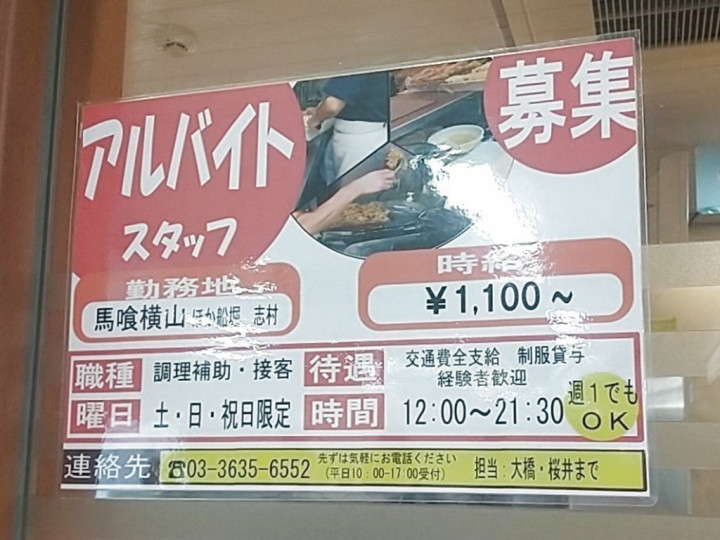 アルバイト
スタッフ
募集
勤務地
馬喰横山 ほか船堀 志村
時給
¥1,100～
職種 調理補助・接客
待遇 交通費全支給 制服貸与
経験者歓迎
曜日 土・日・祝日限定
時間 12:00～21:30
週1でも
OK
連絡先 ☎03-3635-6552
先ずは気軽にお電話ください
（平日10：00-17:00受付）
担当：大橋・桜井まで